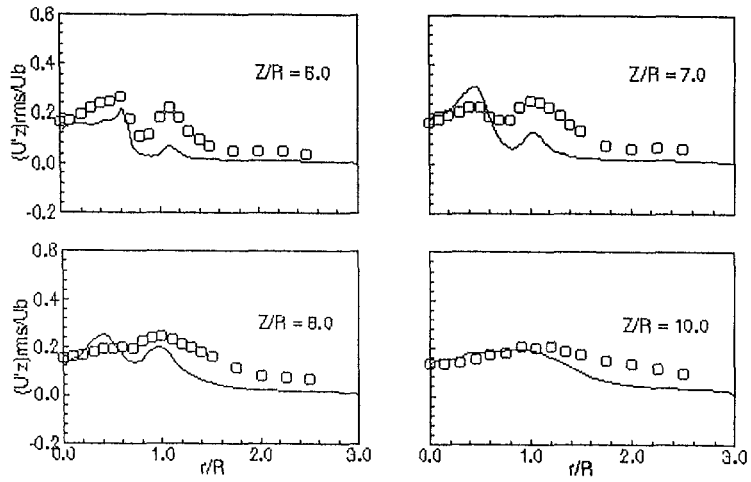 0.6
0.4
0.2
0.0
-0.2
{U'z}rms/Ub
Z/R = 6.0
Z/R = 7.0
0.6
0.4
0.2
0.0
-0.2
{U'z}rms/Ub
Z/R = 8.0
Z/R = 10.0
0.0 1.0 2.0 3.0
r/R
0.0 1.0 2.0 3.0
r/R